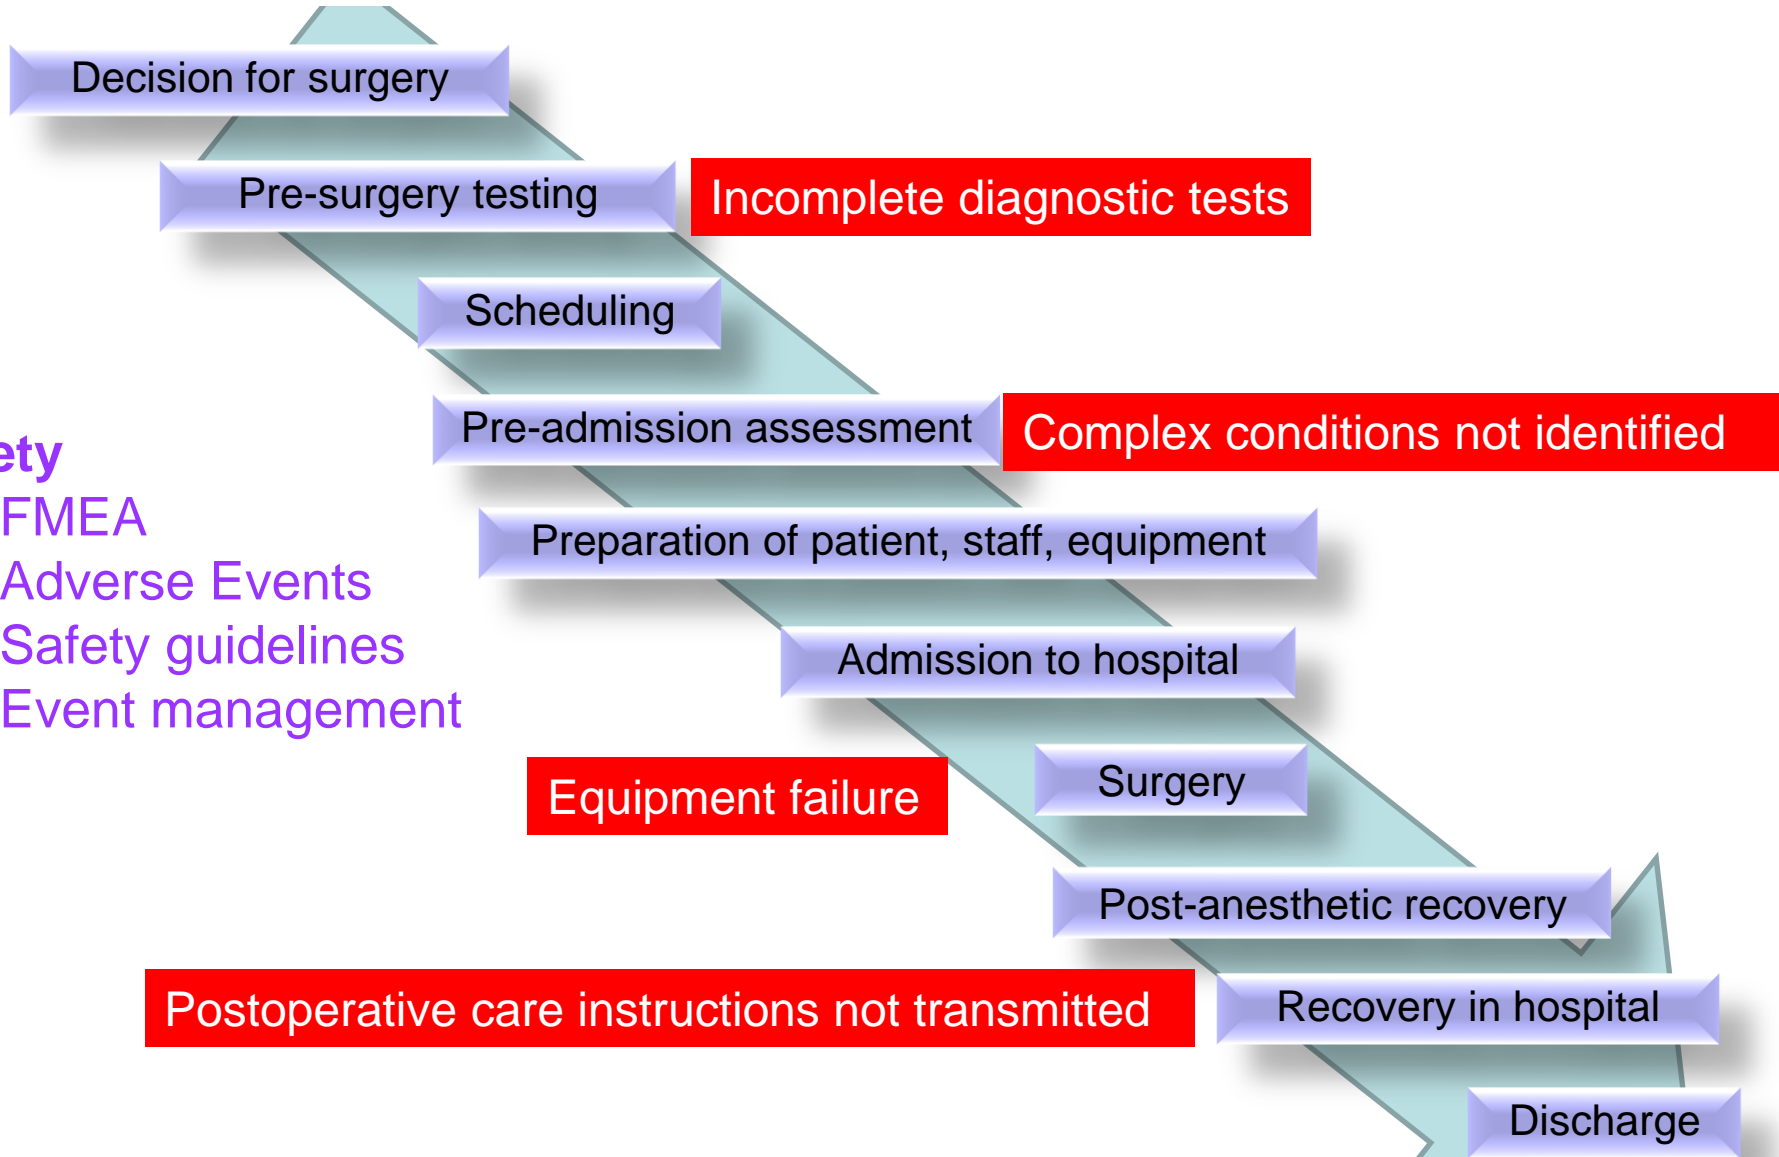 Decision for surgery
Pre-surgery testing
Incomplete diagnostic tests
Scheduling
Pre-admission assessment
Complex conditions not identified
ety
FMEA
Adverse Events
Safety guidelines
Event management
Preparation of patient, staff, equipment
Admission to hospital
Equipment failure
Surgery
Post-anesthetic recovery
Postoperative care instructions not transmitted
Recovery in hospital
Discharge